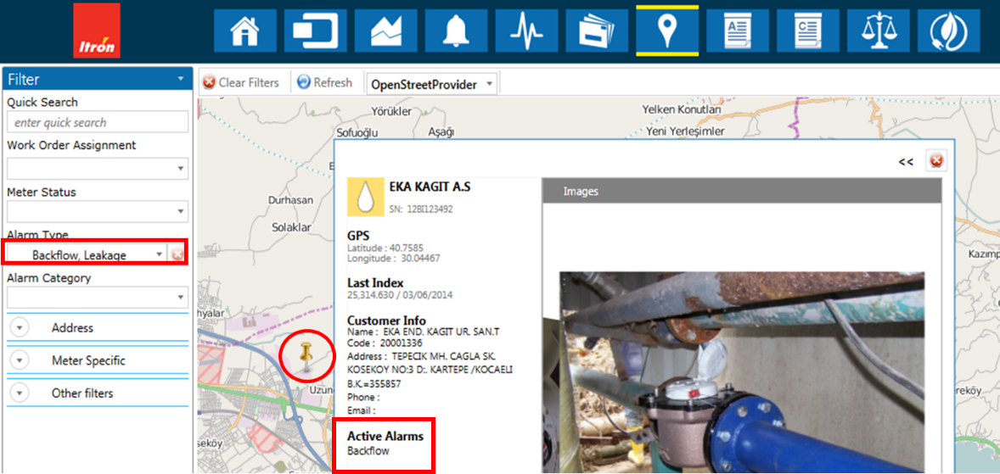 Itrón
Filter
Clear Filters
Refresh
OpenStreetProvider
Quick Search
enter quick search
Work Order Assignment
Meter Status
Alarm Type
Backflow, Leakage
Alarm Category
Address
Meter Specific
Other filters
Yörükler
Yelken Konutları
Sofuoğlu
Aşağı
Yeni Yerleşimler
Durhasan
Solaklar
hyalar
Uzun
seköy
Kazımp
reköy
<<
EKA KAGIT A.S
SN: 12BI123492
GPS
Latitude : 40.7585
Longitude : 30.04467
Last Index
25,314.630 / 03/06/2014
Customer Info
Name : EKA END. KAGIT UR. SAN.T
Code : 20001336
Address : TEPECIK MH. CAGLA SK.
KOSEKOY NO:3 D:. KARTEPE /KOCAELI
B.K.=355857
Phone :
Email :
Active Alarms
Backflow
Images
A
C